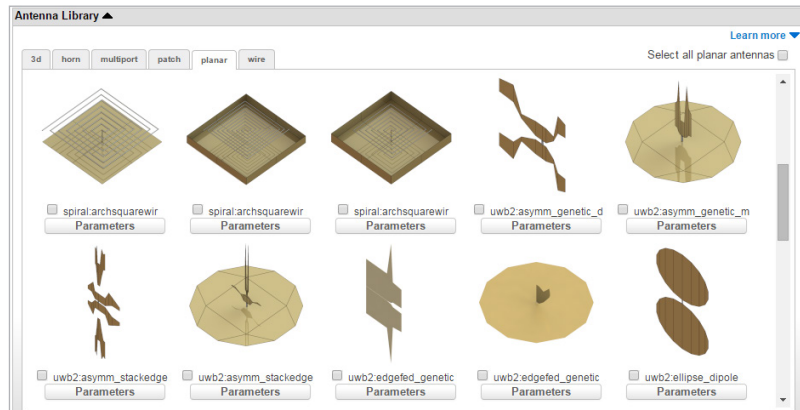 Antenna Library
Learn more
3d horn multiport patch planar wire
Select all planar antennas
spiral:archsquarewir spiral:archsquarewir spiral:archsquarewir uwb2:asymm_genetic_d uwb2:asymm_genetic_m
Parameters Parameters Parameters Parameters Parameters
uwb2:asymm_stackedge uwb2:asymm_stackedge uwb2:edgefed_genetic uwb2:edgefed_genetic uwb2:ellipse_dipole
Parameters Parameters Parameters Parameters Parameters